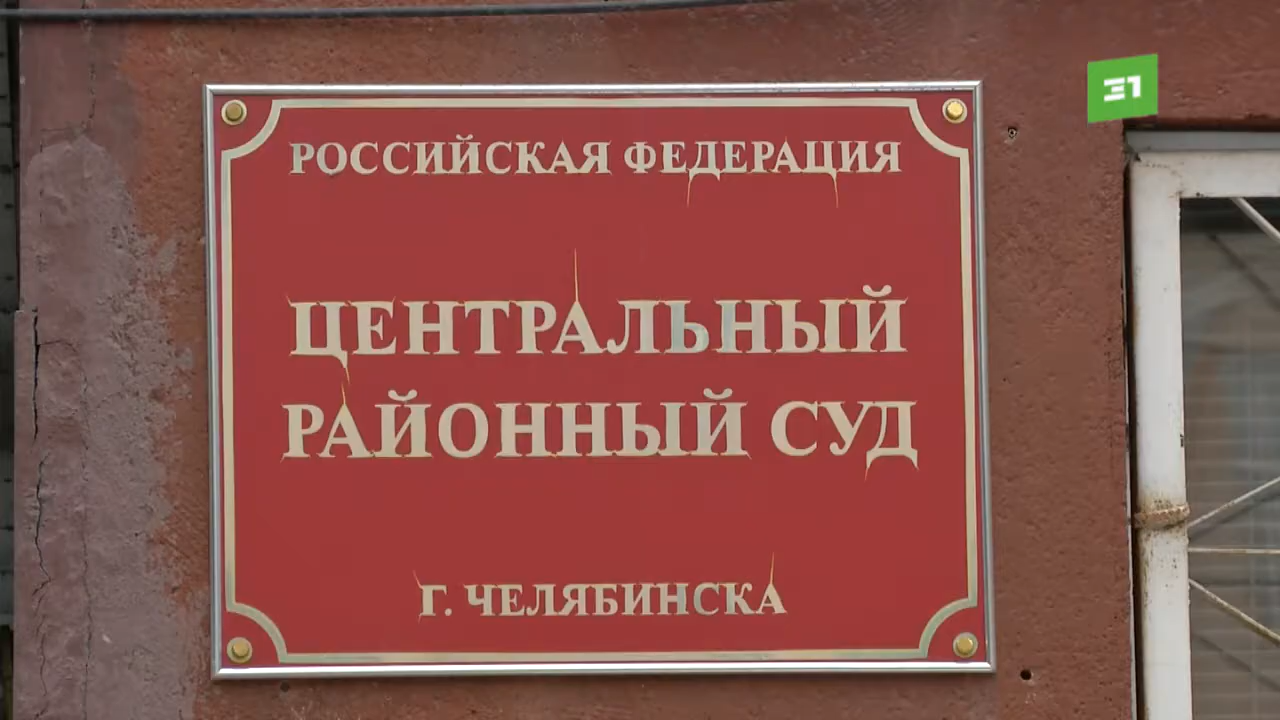 31
РОССИЙСКАЯ ФЕДЕРАЦИЯ
ЦЕНТРАЛЬНЫЙ
РАЙОННЫЙ СУД
Г. ЧЕЛЯБИНСКА